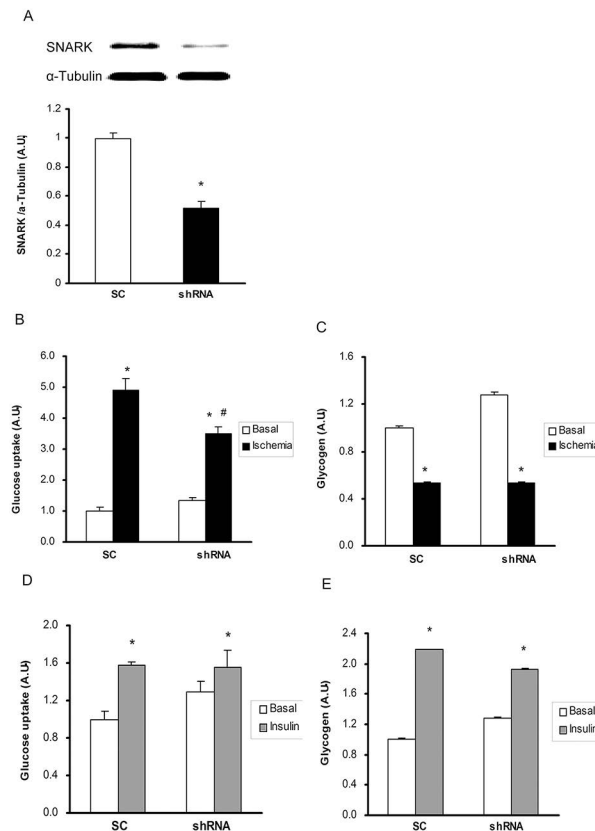 A
SNARK
α-Tubulin
SNARK /a-Tubulin (A.U.)
1.2
1
0.8
0.6
0.4
0.2
0
*
SC shRNA
B
Glucose uptake (A.U.)
6.0
5.0
4.0
3.0
2.0
1.0
0.0
*
* #
Basal
Ischemia
SC shRNA
C
Glycogen (A.U)
1.6
1.2
0.8
0.4
0.0
*
*
Basal
Ischemia
SC shRNA
D
Glucose uptake (A.U.)
2.0
1.6
1.2
0.8
0.4
0.0
*
*
Basal
Insulin
SC shRNA
E
Glycogen (A.U.)
2.4
2.0
1.6
1.2
0.8
0.4
0.0
*
*
Basal
Insulin
SC shRNA